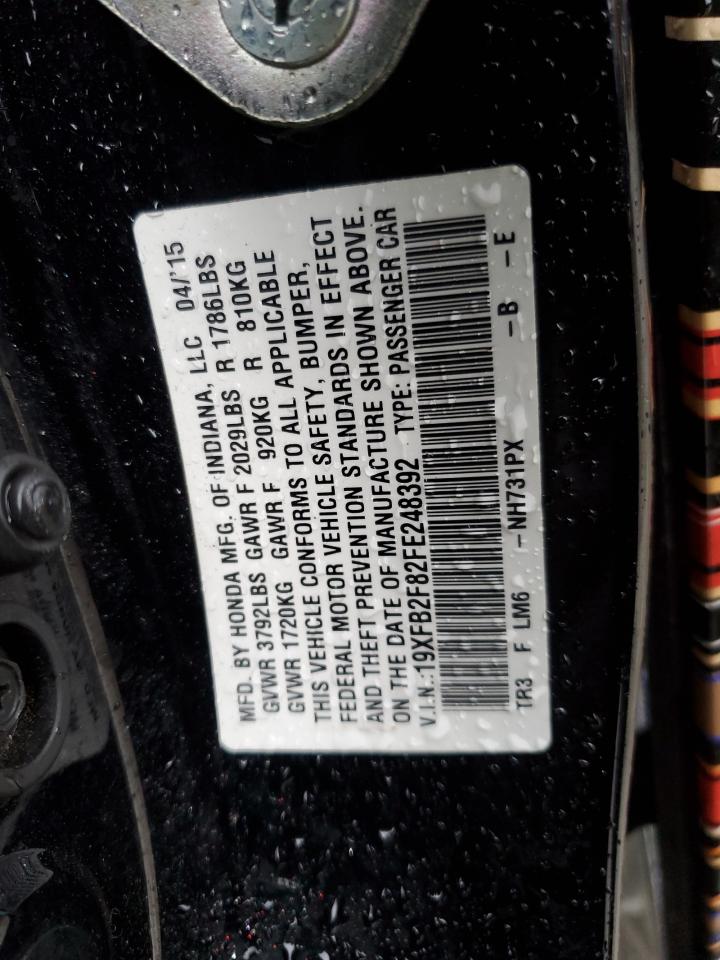 MFD. BY HONDA MFG. OF INDIANA, LLC 04/'15
GVWR 3792LBS GAWR F 2029LBS R 1786LBS
GVWR 1720KG GAWR F 920KG R 810KG
THIS VEHICLE CONFORMS TO ALL APPLICABLE
FEDERAL MOTOR VEHICLE SAFETY, BUMPER,
AND THEFT PREVENTION STANDARDS IN EFFECT
ON THE DATE OF MANUFACTURE SHOWN ABOVE.
V.I.N.:19XFB2F82FE248392 TYPE: PASSENGER CAR
TR3 F LM6 -NH731PX -B -E